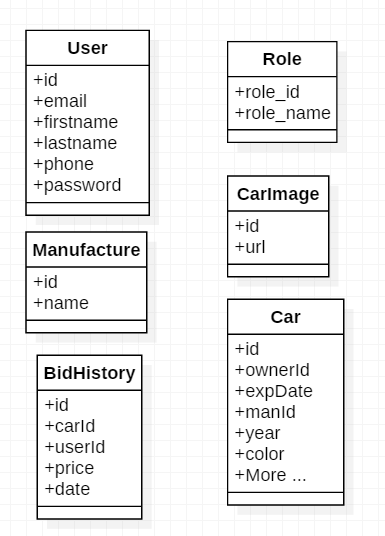 User
+id
+email
+firstname
+lastname
+phone
+password
Role
+role_id
+role_name
Manufacture
+id
+name
CarImage
+id
+url
BidHistory
+id
+carId
+userId
+price
+date
Car
+id
+ownerId
+expDate
+manId
+year
+color
+More ...